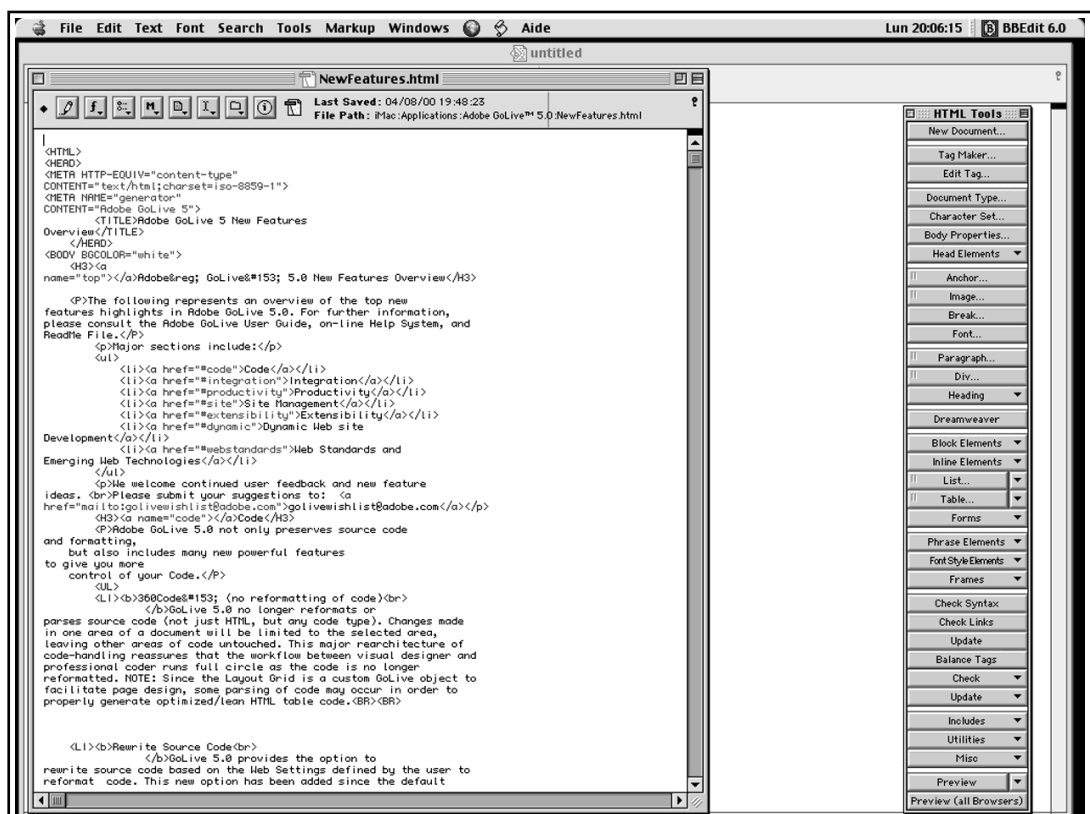 File Edit Text Font Search Tools Markup Windows Aide Lun 20:06:15 BBEdit 6.0
untitled
NewFeatures.html
Last Saved: 04/08/00 19:48:23
File Path: iMac:Applications:Adobe GoLive™ 5.0:NewFeatures.html
<HTML>
<HEAD>
<META HTTP-EQUIV="content-type"
CONTENT="text/html;charset=iso-8859-1">
<META NAME="generator"
CONTENT="Adobe GoLive 5">
<TITLE>Adobe GoLive 5 New Features
Overview</TITLE>
</HEAD>
<BODY BGCOLOR="white">
<H3><a
name="top"></a>Adobe&reg; GoLive&#153; 5.0 New Features Overview</H3>
<P>The following represents an overview of the top new
features highlights in Adobe GoLive 5.0. For further information,
please consult the Adobe GoLive User Guide, on-line Help System, and
ReadMe File.</P>
<p>Major sections include:</p>
<ul>
<li><a href="#code">Code</a></li>
<li><a href="#integration">Integration</a></li>
<li><a href="#productivity">Productivity</a></li>
<li><a href="#site">Site Management</a></li>
<li><a href="#extensibility">Extensibility</a></li>
<li><a href="#dynamic">Dynamic Web site
Development</a></li>
<li><a href="#webstandards">Web Standards and
Emerging Web Technologies</a></li>
</ul>
<p>We welcome continued user feedback and new feature
ideas. <br>Please submit your suggestions to: <a
href="mailto:golivewishlist@adobe.com">golivewishlist@adobe.com</a></p>
<H3><a name="code"></a>Code</H3>
<P>Adobe GoLive 5.0 not only preserves source code
and formatting,
but also includes many new powerful features
to give you more
control of your Code.</P>
<UL>
<LI><b>360Code&#153; (no reformatting of code)<br>
</b>GoLive 5.0 no longer reformats or
parses source code (not just HTML, but any code type). Changes made
in one area of a document will be limited to the selected area,
leaving other areas of code untouched. This major rearchitecture of
code-handling reassures that the workflow between visual designer and
professional coder runs full circle as the code is no longer
reformatted. NOTE: Since the Layout Grid is a custom GoLive object to
facilitate page design, some parsing of code may occur in order to
properly generate optimized/lean HTML table code.<BR><BR>
<LI><b>Rewrite Source Code<br>
</b>GoLive 5.0 provides the option to
rewrite source code based on the Web Settings defined by the user to
reformat code. This new option has been added since the default
HTML Tools
New Document...
Tag Maker...
Edit Tag...
Document Type...
Character Set...
Body Properties...
Head Elements
Anchor...
Image...
Break...
Font...
Paragraph...
Div...
Heading
Dreamweaver
Block Elements
Inline Elements
List...
Table...
Forms
Phrase Elements
Font Style Elements
Frames
Check Syntax
Check Links
Update
Balance Tags
Check
Update
Includes
Utilities
Misc
Preview
Preview (all Browsers)